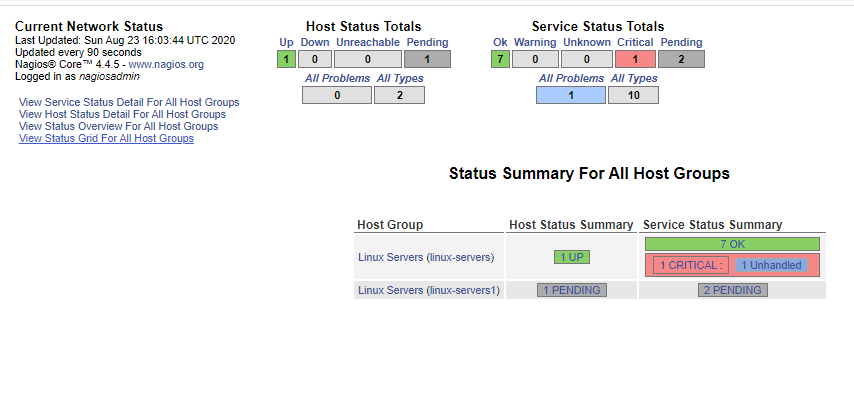 Current Network Status
Last Updated: Sun Aug 23 16:03:44 UTC 2020
Updated every 90 seconds
Nagios® Core™ 4.4.5 - www.nagios.org
Logged in as nagiosadmin
View Service Status Detail For All Host Groups
View Host Status Detail For All Host Groups
View Status Overview For All Host Groups
View Status Grid For All Host Groups
Host Status Totals
Up Down Unreachable Pending
1 0 0 1
All Problems All Types
0 2
Service Status Totals
Ok Warning Unknown Critical Pending
7 0 0 1 2
All Problems All Types
1 10
Status Summary For All Host Groups
Host Group Host Status Summary Service Status Summary
Linux Servers (linux-servers) 1 UP 7 OK
1 CRITICAL : 1 Unhandled
Linux Servers (linux-servers1) 1 PENDING 2 PENDING